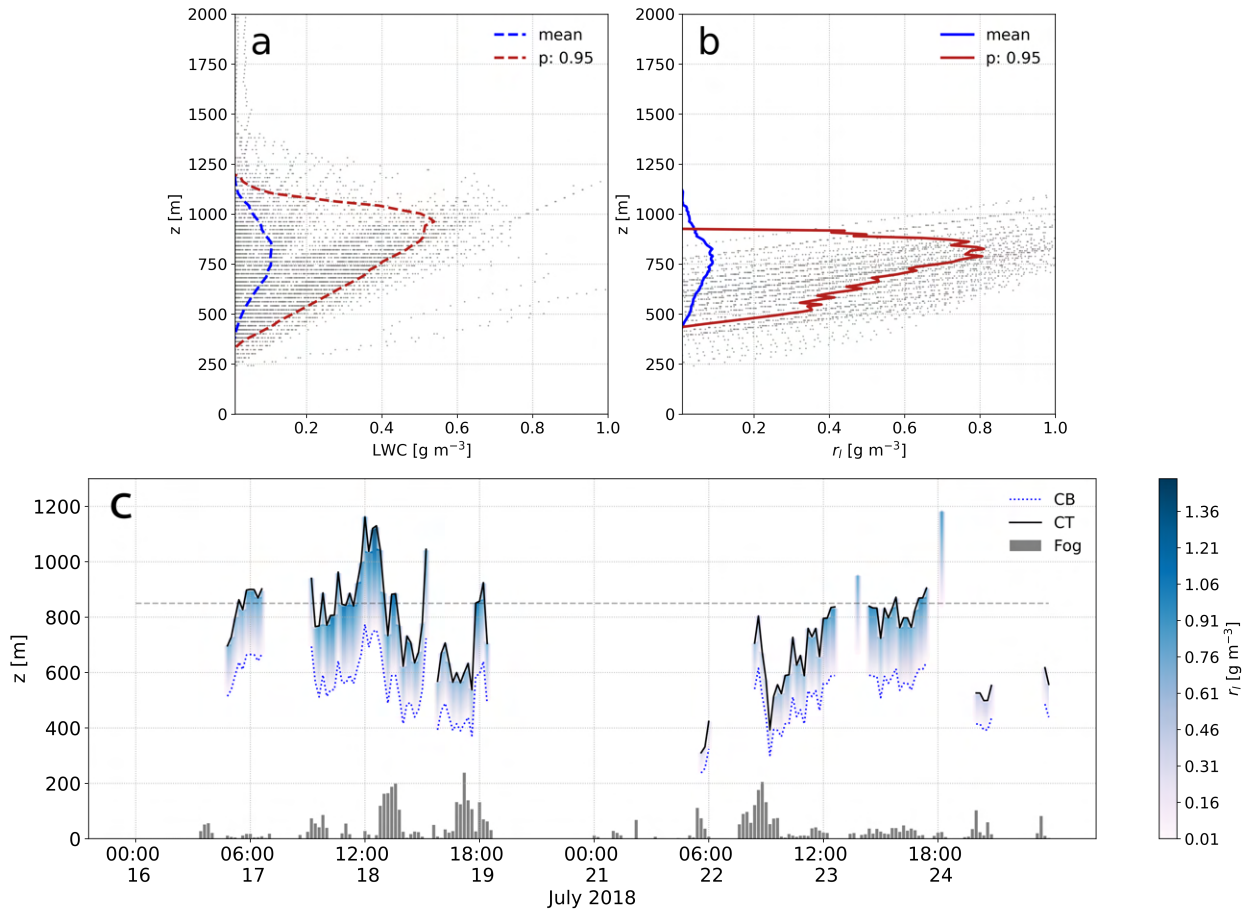 a
mean
p: 0.95
2000
1750
1500
1250
1000
750
500
250
0
z [m]
0.2
0.4
0.6
0.8
1.0
LWC [g m⁻³]
b
mean
p: 0.95
2000
1750
1500
1250
1000
750
500
250
0
z [m]
0.2
0.4
0.6
0.8
1.0
r_l [g m⁻³]
c
CB
CT
Fog
1200
1000
800
600
400
200
0
z [m]
00:00 06:00 12:00 18:00 00:00 06:00 12:00 18:00
16 17 18 19 21 22 23 24
July 2018
1.36
1.21
1.06
0.91
0.76
0.61
0.46
0.31
0.16
0.01
r_l [g m⁻³]